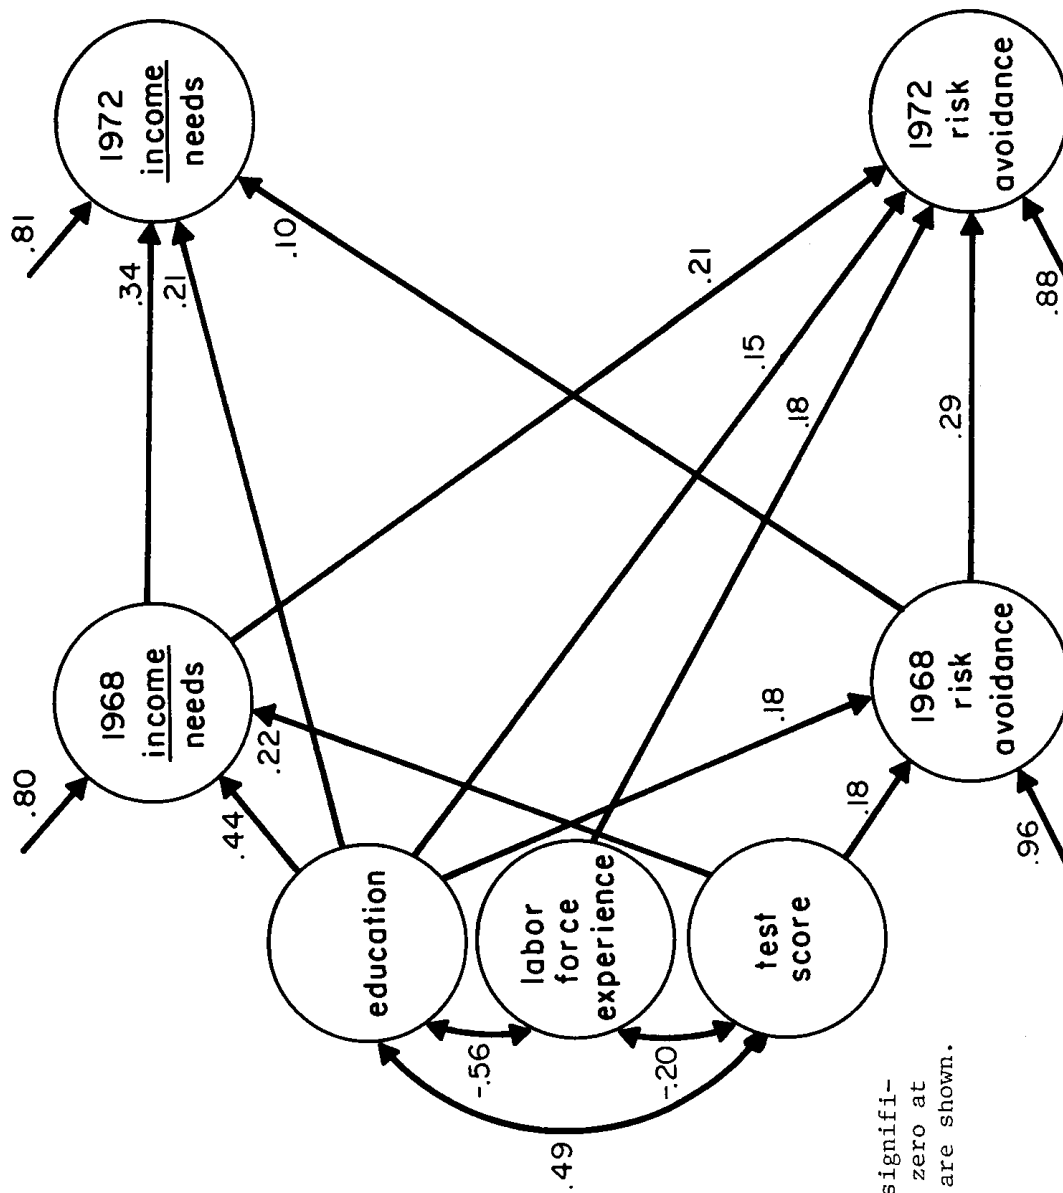 .81
1972
income
needs
.34
.21
.10
.80
1968
income
needs
.44
.22
.21
.15
.18
education
labor
force
experience
test
score
-.56
-.20
.49
.18
.18
.29
1968
risk
avoidance
.96
1972
risk
avoidance
.88
signifi-
zero at
are shown.